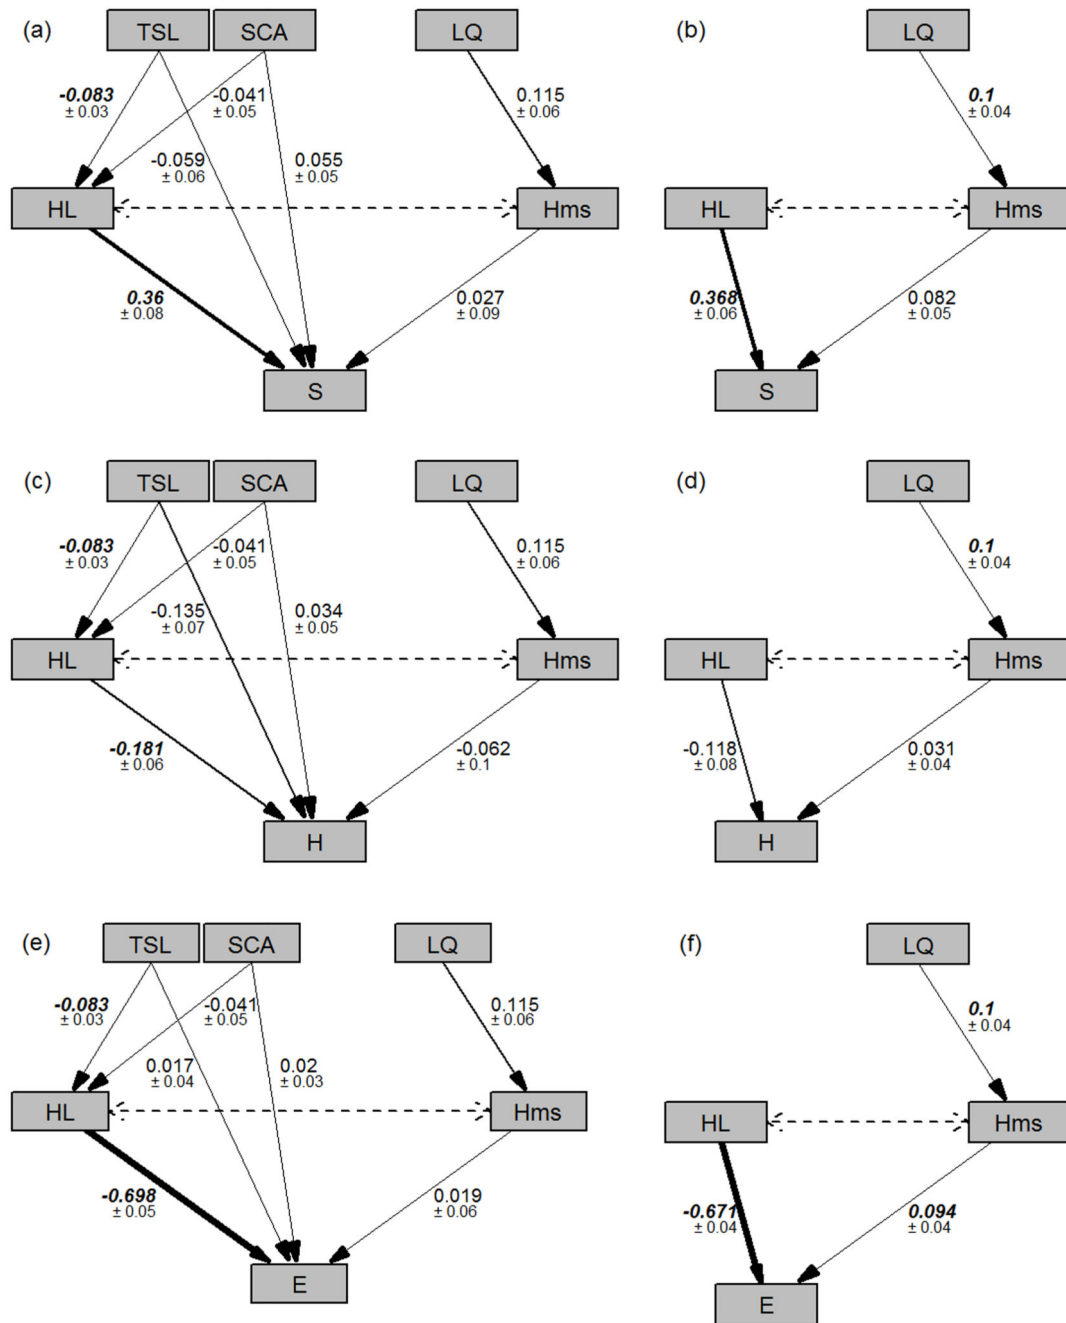 (a) TSL SCA LQ (b) LQ
-0.083 -0.041 0.115 0.1
± 0.03 ± 0.05 ± 0.06 ± 0.04
-0.059 0.055
± 0.06 ± 0.05
HL Hms HL Hms
0.36 0.027 0.368 0.082
± 0.08 ± 0.09 ± 0.06 ± 0.05
S S
(c) TSL SCA LQ (d) LQ
-0.083 -0.041 0.115 0.1
± 0.03 ± 0.05 ± 0.06 ± 0.04
-0.135 0.034
± 0.07 ± 0.05
HL Hms HL Hms
-0.181 -0.062 -0.118 0.031
± 0.06 ± 0.1 ± 0.08 ± 0.04
H H
(e) TSL SCA LQ (f) LQ
-0.083 -0.041 0.115 0.1
± 0.03 ± 0.05 ± 0.06 ± 0.04
0.017 0.02
± 0.04 ± 0.03
HL Hms HL Hms
-0.698 0.019 -0.671 0.094
± 0.05 ± 0.06 ± 0.04 ± 0.04
E E